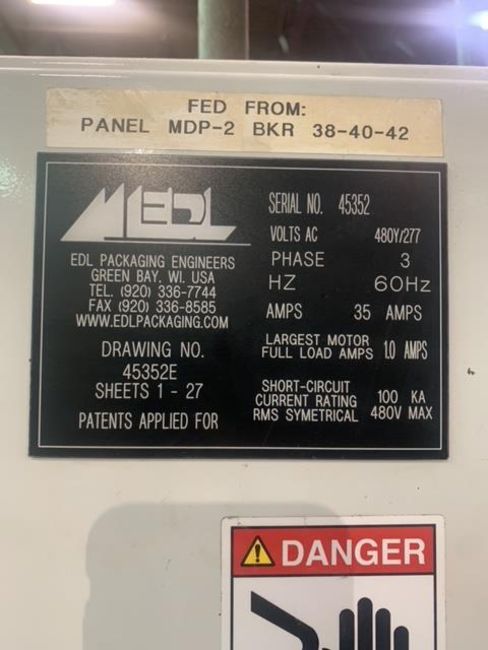 FED FROM:
PANEL MDP-2 BKR 38-40-42
EDL
EDL PACKAGING ENGINEERS
GREEN BAY, WI. USA
TEL. (920) 336-7744
FAX (920) 336-8585
WWW.EDLPACKAGING.COM
DRAWING NO.
45352E
SHEETS 1 - 27
PATENTS APPLIED FOR
SERIAL NO. 45352
VOLTS AC 480Y/277
PHASE 3
HZ 60Hz
AMPS 35 AMPS
LARGEST MOTOR
FULL LOAD AMPS 1.0 AMPS
SHORT-CIRCUIT
CURRENT RATING 100 KA
RMS SYMETRICAL 480V MAX
DANGER